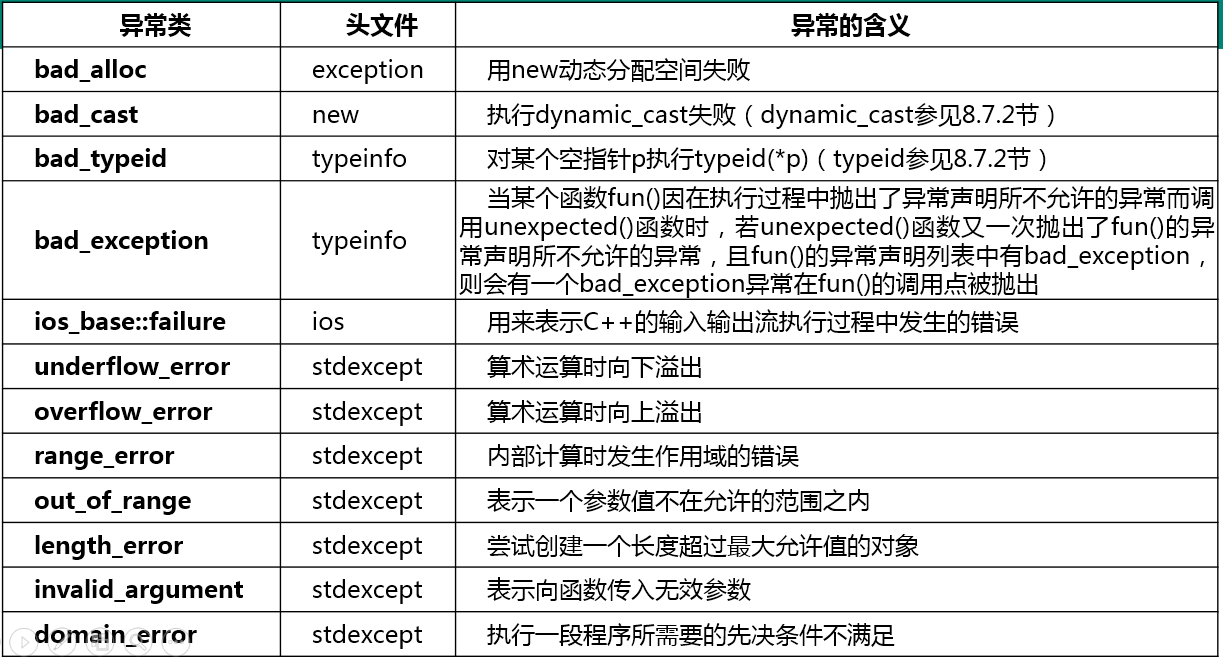 异常类 头文件 异常的含义
bad_alloc exception 用new动态分配空间失败
bad_cast new 执行dynamic_cast失败（dynamic_cast参见8.7.2节）
bad_typeid typeinfo 对某个空指针p执行typeid(*p)（typeid参见8.7.2节）
bad_exception typeinfo 当某个函数fun()因在执行过程中抛出了异常声明所不允许的异常而调
用unexpected()函数时，若unexpected()函数又一次抛出了fun()的异
常声明所不允许的异常，且fun()的异常声明列表中有bad_exception，
则会有一个bad_exception异常在fun()的调用点被抛出
ios_base::failure ios 用来表示C++的输入输出流执行过程中发生的错误
underflow_error stdexcept 算术运算时向下溢出
overflow_error stdexcept 算术运算时向上溢出
range_error stdexcept 内部计算时发生作用域的错误
out_of_range stdexcept 表示一个参数值不在允许的范围之内
length_error stdexcept 尝试创建一个长度超过最大允许值的对象
invalid_argument stdexcept 表示向函数传入无效参数
domain_error stdexcept 执行一段程序所需要的先决条件不满足